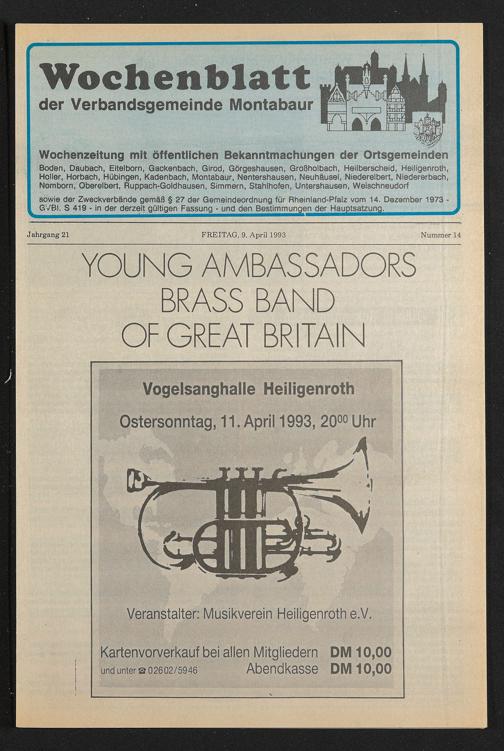 Wochenblatt
der Verbandsgemeinde Montabaur
Wochenzeitung mit öffentlichen Bekanntmachungen der Ortsgemeinden
Boden, Daubach, Eitelborn, Gackenbach, Girod, Görgeshausen, Großholbach, Heilberscheid, Heiligenroth,
Holler, Horbach, Hübingen, Kadenbach, Montabaur, Nentershausen, Neuhäusel, Niederelbert, Niedererbach,
Nomborn, Oberelbert, Ruppach-Goldhausen, Simmern, Stahlhofen, Untershausen, Welschneudorf
sowie der Zweckverbände gemäß § 27 der Gemeindeordnung für Rheinland-Pfalz vom 14. Dezember 1973 -
GVBl. S 419 - in der derzeit gültigen Fassung - und den Bestimmungen der Hauptsatzung.
Jahrgang 21 FREITAG, 9. April 1993 Nummer 14
YOUNG AMBASSADORS
BRASS BAND
OF GREAT BRITAIN
Vogelsanghalle Heiligenroth
Ostersonntag, 11. April 1993, 20⁰⁰ Uhr
Veranstalter: Musikverein Heiligenroth e.V.
Kartenvorverkauf bei allen Mitgliedern DM 10,00
und unter ☎ 02602/5946 Abendkasse DM 10,00